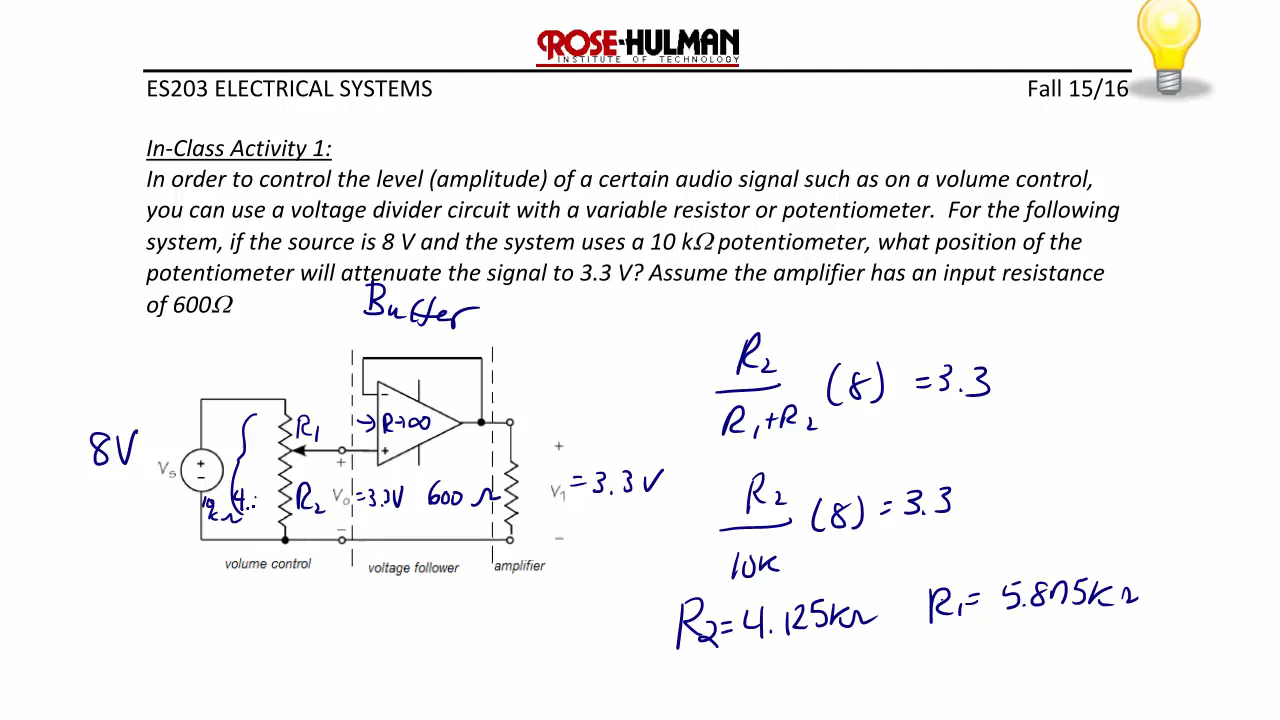 ROSE-HULMAN
INSTITUTE OF TECHNOLOGY
ES203 ELECTRICAL SYSTEMS Fall 15/16
In-Class Activity 1:
In order to control the level (amplitude) of a certain audio signal such as on a volume control,
you can use a voltage divider circuit with a variable resistor or potentiometer. For the following
system, if the source is 8 V and the system uses a 10 kΩ potentiometer, what position of the
potentiometer will attenuate the signal to 3.3 V? Assume the amplifier has an input resistance
of 600Ω
Buffer
8V
Vs
+
−
10
kΩ
R1
R2
+
Vo =3.3V
−
→ R→∞
−
+
600 Ω
+
V1 = 3.3 V
−
volume control
voltage follower
amplifier
R2
R1+R2
(8) = 3.3
R2
10k
(8) = 3.3
R2 = 4.125kΩ R1 = 5.875kΩ